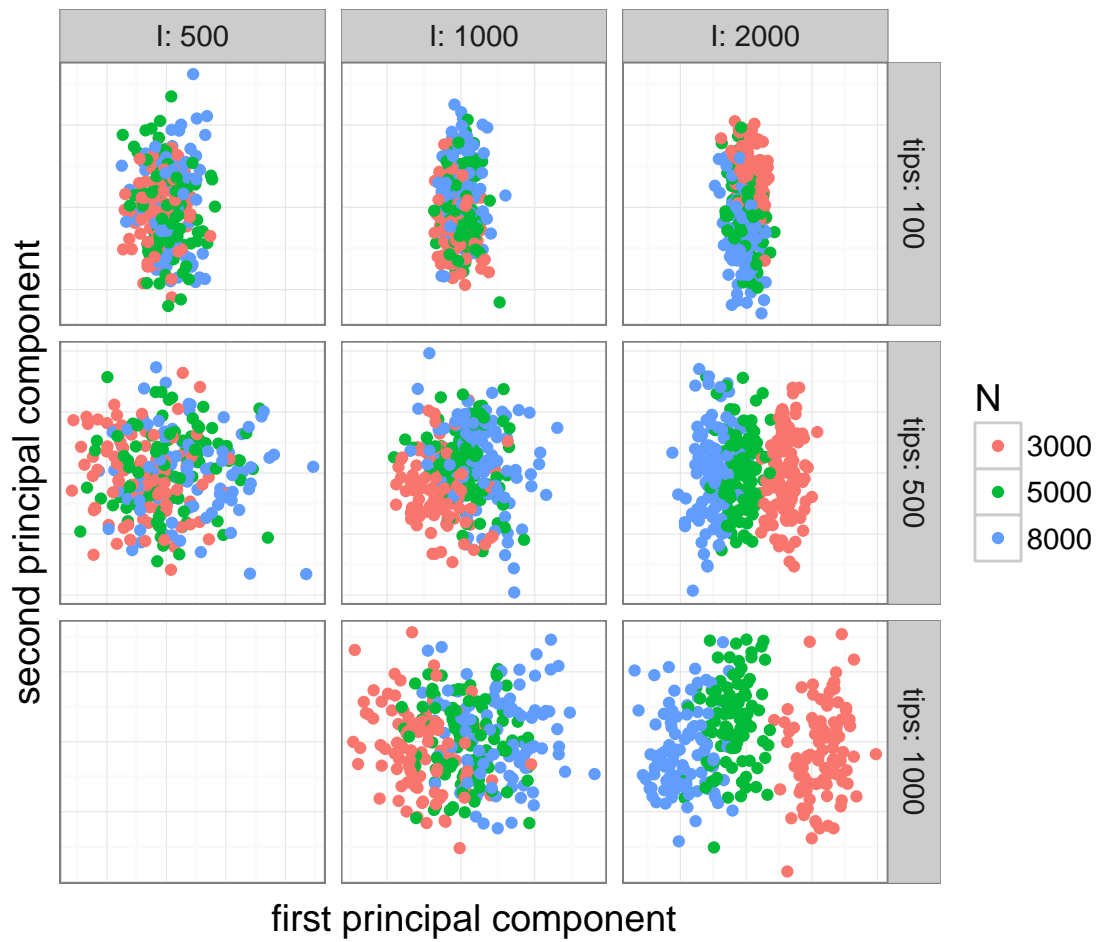 I: 500
I: 1000
I: 2000
tips: 100
tips: 500
tips: 1000
second principal component
first principal component
N
3000
5000
8000